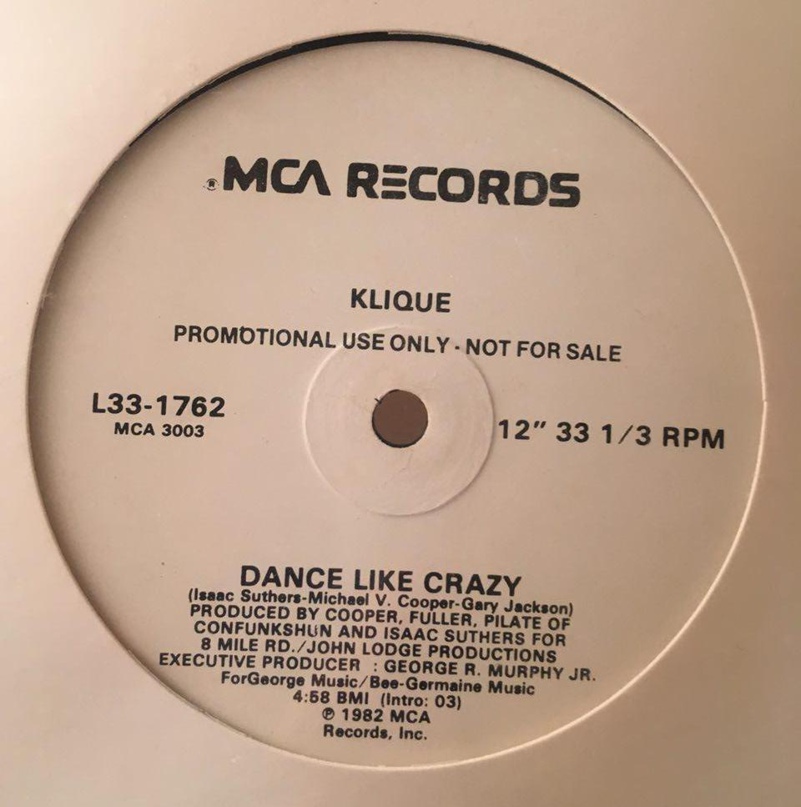 ® MCA RECORDS
KLIQUE
PROMOTIONAL USE ONLY - NOT FOR SALE
L33-1762
MCA 3003
12" 33 1/3 RPM
DANCE LIKE CRAZY
(Isaac Suthers-Michael V. Cooper-Gary Jackson)
PRODUCED BY COOPER, FULLER, PILATE OF
CONFUNKSHUN AND ISAAC SUTHERS FOR
8 MILE RD./JOHN LODGE PRODUCTIONS
EXECUTIVE PRODUCER : GEORGE R. MURPHY JR.
ForGeorge Music/Bee-Germaine Music
4:58 BMI (Intro: 03)
℗ 1982 MCA
Records, Inc.